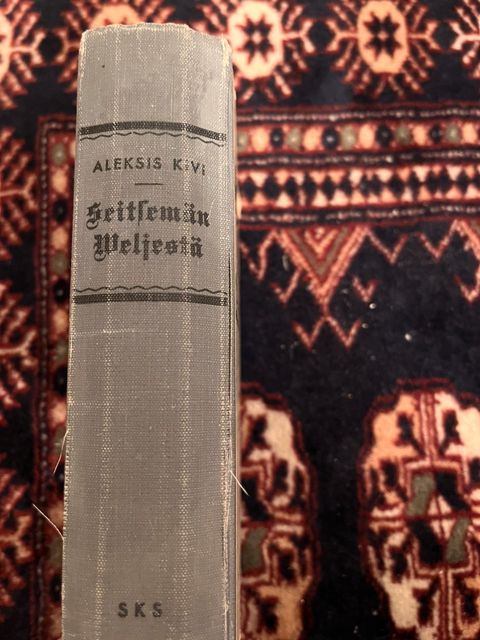 ALEKSIS KIVI
Seitſemän
Weljestä
SKS